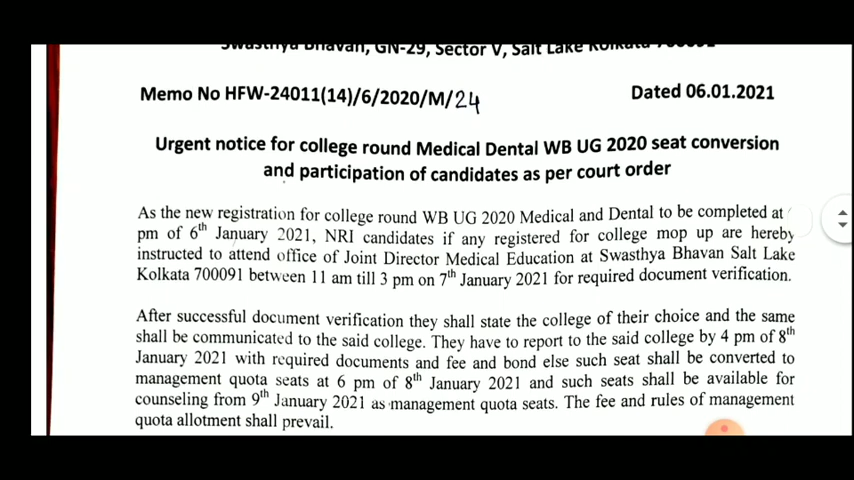 Swasthya Bhavan, GN-29, Sector V, Salt Lake Kolkata 700091
Memo No HFW-24011(14)/6/2020/M/24
Dated 06.01.2021
Urgent notice for college round Medical Dental WB UG 2020 seat conversion
and participation of candidates as per court order
As the new registration for college round WB UG 2020 Medical and Dental to be completed at
pm of 6th January 2021, NRI candidates if any registered for college mop up are hereby
instructed to attend office of Joint Director Medical Education at Swasthya Bhavan Salt Lake
Kolkata 700091 between 11 am till 3 pm on 7th January 2021 for required document verification.
After successful document verification they shall state the college of their choice and the same
shall be communicated to the said college. They have to report to the said college by 4 pm of 8th
January 2021 with required documents and fee and bond else such seat shall be converted to
management quota seats at 6 pm of 8th January 2021 and such seats shall be available for
counseling from 9th January 2021 as management quota seats. The fee and rules of management
quota allotment shall prevail.